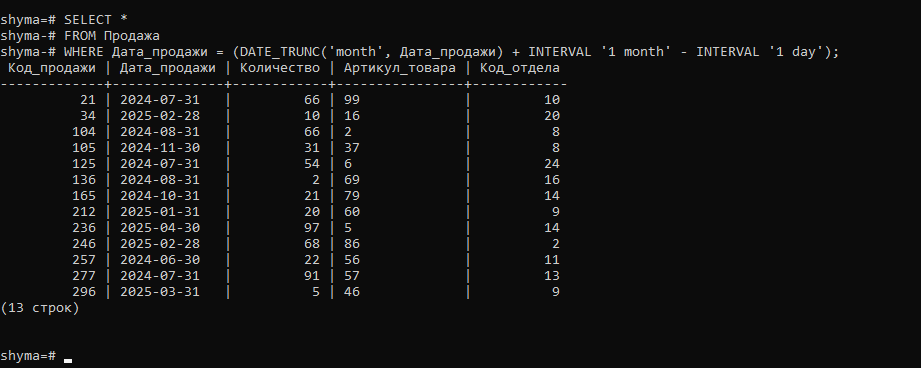 shyma=# SELECT *
shyma-# FROM Продажа
shyma-# WHERE Дата_продажи = (DATE_TRUNC('month', Дата_продажи) + INTERVAL '1 month' - INTERVAL '1 day');
 Код_продажи | Дата_продажи | Количество | Артикул_товара | Код_отдела
-------------+--------------+------------+----------------+------------
          21 | 2024-07-31   |         66 | 99             |         10
          34 | 2025-02-28   |         10 | 16             |         20
         104 | 2024-08-31   |         66 | 2              |          8
         105 | 2024-11-30   |         31 | 37             |          8
         125 | 2024-07-31   |         54 | 6              |         24
         136 | 2024-08-31   |          2 | 69             |         16
         165 | 2024-10-31   |         21 | 79             |         14
         212 | 2025-01-31   |         20 | 60             |          9
         236 | 2025-04-30   |         97 | 5              |         14
         246 | 2025-02-28   |         68 | 86             |          2
         257 | 2024-06-30   |         22 | 56             |         11
         277 | 2024-07-31   |         91 | 57             |         13
         296 | 2025-03-31   |          5 | 46             |          9
(13 строк)
shyma=#